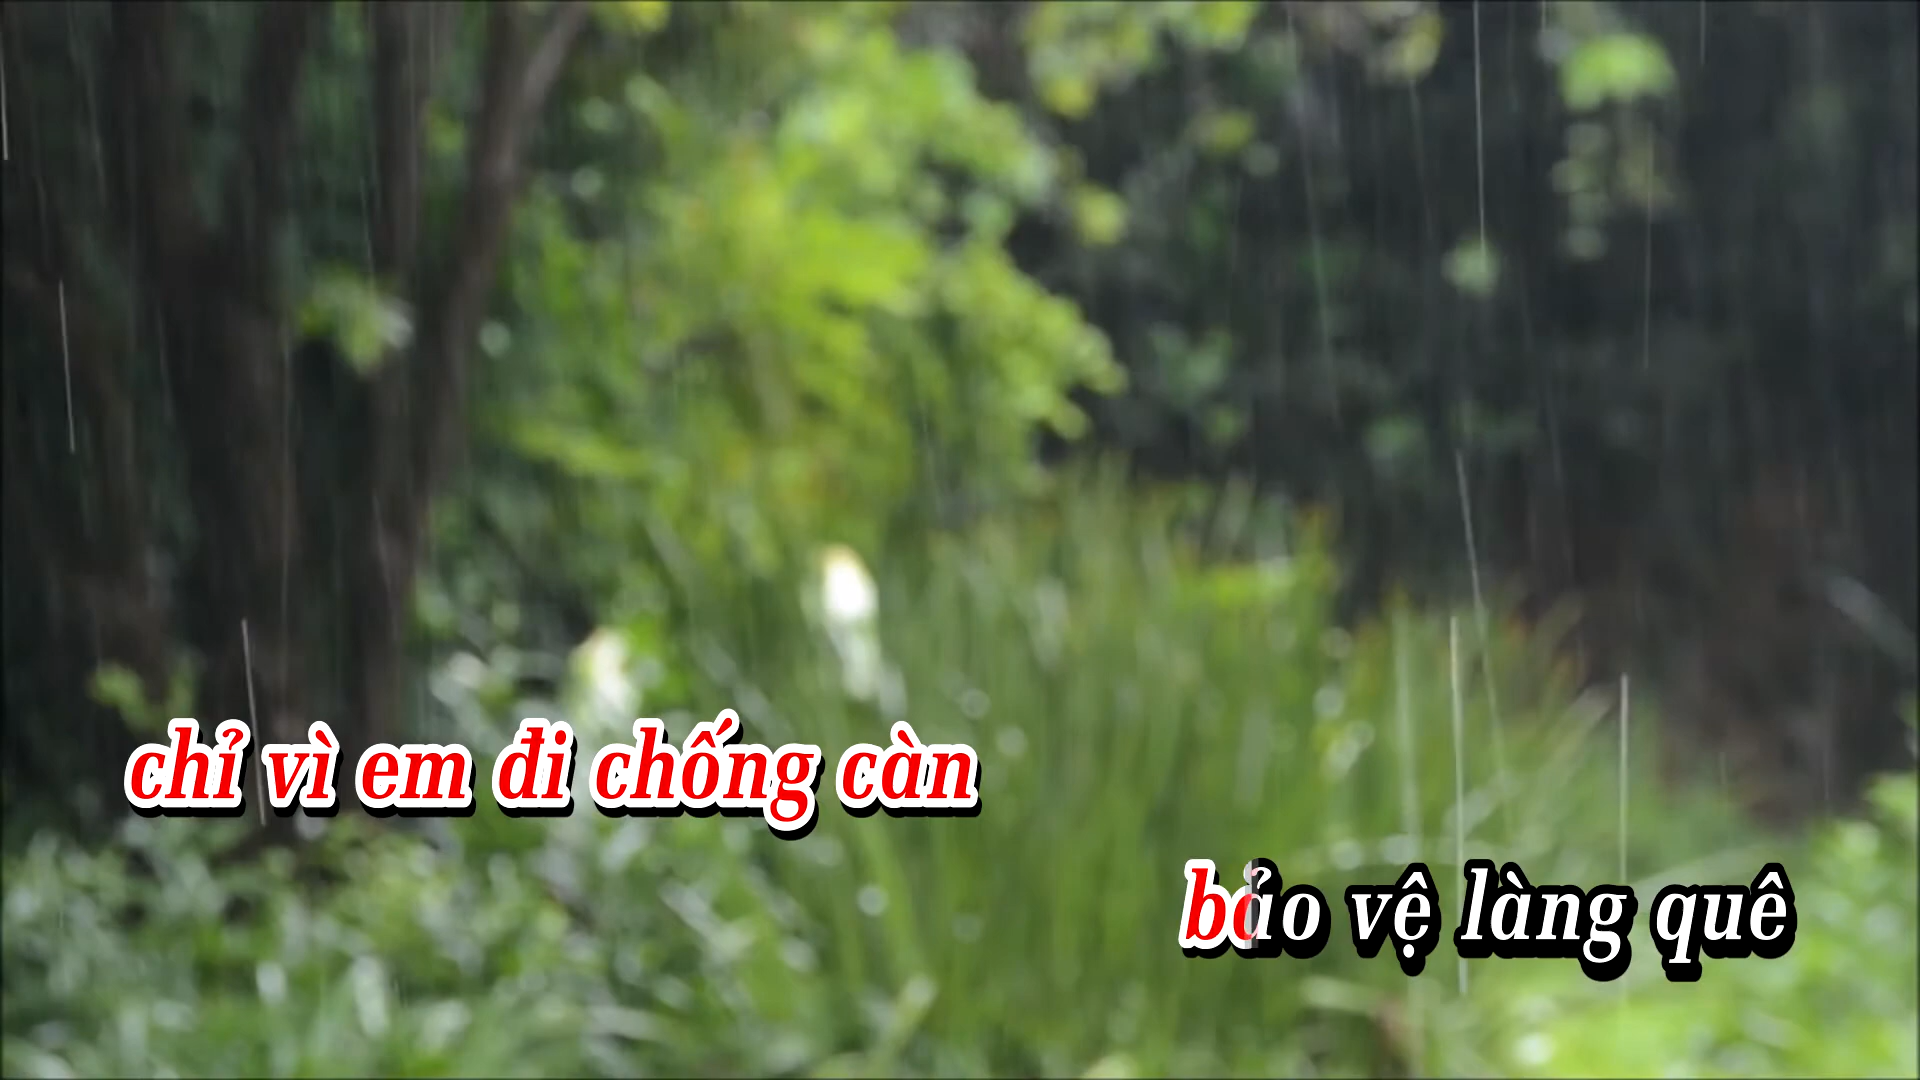 chỉ vì em đi chống càn
bảo vệ làng quê